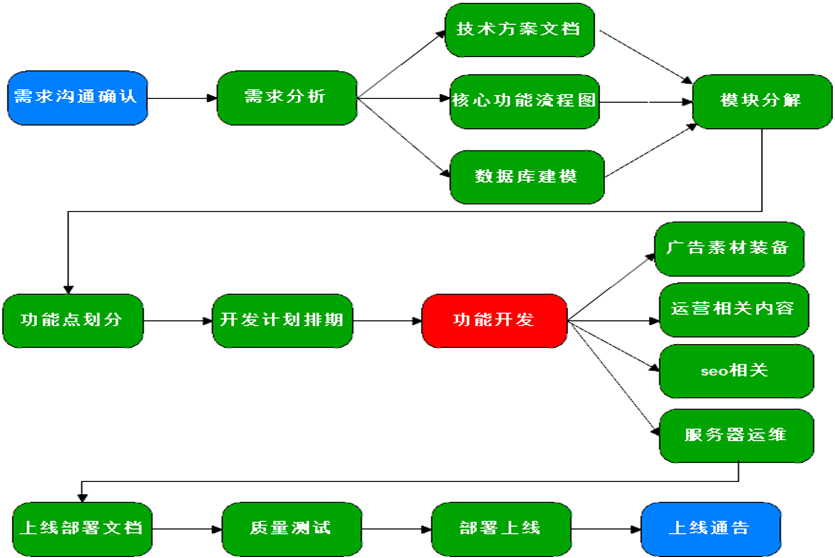 需求沟通确认
需求分析
技术方案文档
核心功能流程图
数据库建模
模块分解
功能点划分
开发计划排期
功能开发
广告素材装备
运营相关内容
seo相关
服务器运维
上线部署文档
质量测试
部署上线
上线通告